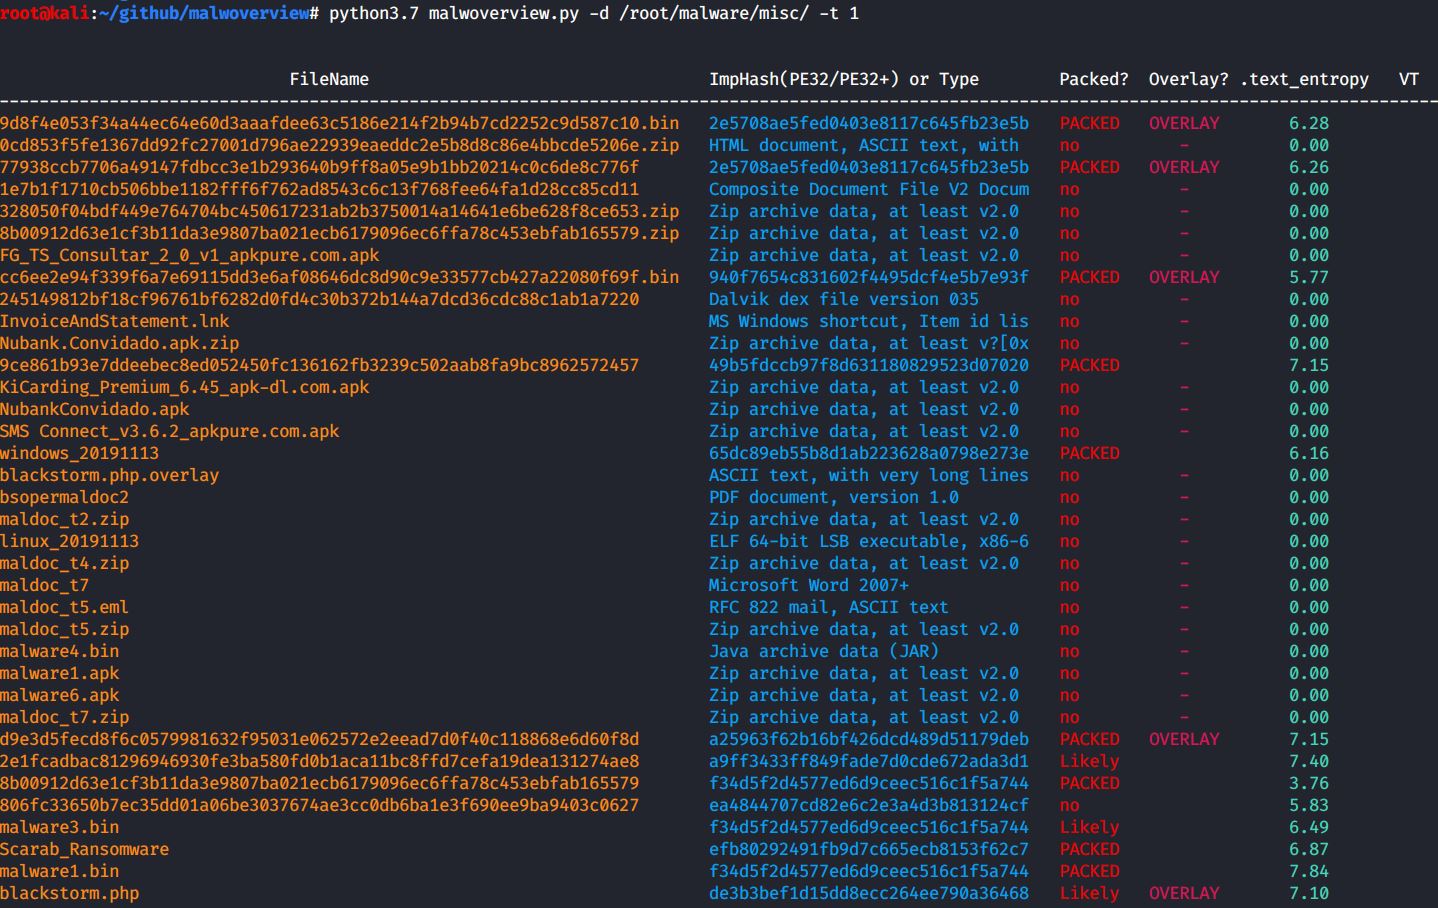 root@kali:~/github/malwoverview# python3.7 malwoverview.py -d /root/malware/misc/ -t 1
FileName ImpHash(PE32/PE32+) or Type Packed? Overlay? .text_entropy VT
--------------------------------------------------------------------------------------------------------------------------------------------------------
9d8f4e053f34a44ec64e60d3aaafdee63c5186e214f2b94b7cd2252c9d587c10.bin 2e5708ae5fed0403e8117c645fb23e5b PACKED OVERLAY 6.28
0cd853f5fe1367dd92fc27001d796ae22939eaeddc2e5b8d8c86e4bbcde5206e.zip HTML document, ASCII text, with no - 0.00
77938ccb7706a49147fdbcc3e1b293640b9ff8a05e9b1bb20214c0c6de8c776f 2e5708ae5fed0403e8117c645fb23e5b PACKED OVERLAY 6.26
1e7b1f1710cb506bbe1182fff6f762ad8543c6c13f768fee64fa1d28cc85cd11 Composite Document File V2 Docum no - 0.00
328050f04bdf449e764704bc450617231ab2b3750014a14641e6be628f8ce653.zip Zip archive data, at least v2.0 no - 0.00
8b00912d63e1cf3b11da3e9807ba021ecb6179096ec6ffa78c453ebfab165579.zip Zip archive data, at least v2.0 no - 0.00
FG_TS_Consultar_2_0_v1_apkpure.com.apk Zip archive data, at least v2.0 no - 0.00
cc6ee2e94f339f6a7e69115dd3e6af08646dc8d90c9e33577cb427a22080f69f.bin 940f7654c831602f4495dcf4e5b7e93f PACKED OVERLAY 5.77
245149812bf18cf96761bf6282d0fd4c30b372b144a7dcd36cdc88c1ab1a7220 Dalvik dex file version 035 no - 0.00
InvoiceAndStatement.lnk MS Windows shortcut, Item id lis no - 0.00
Nubank.Convidado.apk.zip Zip archive data, at least v?[0x no - 0.00
9ce861b93e7ddeebec8ed052450fc136162fb3239c502aab8fa9bc8962572457 49b5fdccb97f8d631180829523d07020 PACKED 7.15
KiCarding_Premium_6.45_apk-dl.com.apk Zip archive data, at least v2.0 no - 0.00
NubankConvidado.apk Zip archive data, at least v2.0 no - 0.00
SMS Connect_v3.6.2_apkpure.com.apk Zip archive data, at least v2.0 no - 0.00
windows_20191113 65dc89eb55b8d1ab223628a0798e273e PACKED 6.16
blackstorm.php.overlay ASCII text, with very long lines no - 0.00
bsopermaldoc2 PDF document, version 1.0 no - 0.00
maldoc_t2.zip Zip archive data, at least v2.0 no - 0.00
linux_20191113 ELF 64-bit LSB executable, x86-6 no - 0.00
maldoc_t4.zip Zip archive data, at least v2.0 no - 0.00
maldoc_t7 Microsoft Word 2007+ no - 0.00
maldoc_t5.eml RFC 822 mail, ASCII text no - 0.00
maldoc_t5.zip Zip archive data, at least v2.0 no - 0.00
malware4.bin Java archive data (JAR) no - 0.00
malware1.apk Zip archive data, at least v2.0 no - 0.00
malware6.apk Zip archive data, at least v2.0 no - 0.00
maldoc_t7.zip Zip archive data, at least v2.0 no - 0.00
d9e3d5fecd8f6c0579981632f95031e062572e2eead7d0f40c118868e6d60f8d a25963f62b16bf426dcd489d51179deb PACKED OVERLAY 7.15
2e1fcadbac81296946930fe3ba580fd0b1aca11bc8ffd7cefa19dea131274ae8 a9ff3433ff849fade7d0cde672ada3d1 Likely 7.40
8b00912d63e1cf3b11da3e9807ba021ecb6179096ec6ffa78c453ebfab165579 f34d5f2d4577ed6d9ceec516c1f5a744 PACKED 3.76
806fc33650b7ec35dd01a06be3037674ae3cc0db6ba1e3f690ee9ba9403c0627 ea4844707cd82e6c2e3a4d3b813124cf no 5.83
malware3.bin f34d5f2d4577ed6d9ceec516c1f5a744 Likely 6.49
Scarab_Ransomware efb80292491fb9d7c665ecb8153f62c7 PACKED 6.87
malware1.bin f34d5f2d4577ed6d9ceec516c1f5a744 PACKED 7.84
blackstorm.php de3b3bef1d15dd8ecc264ee790a36468 Likely OVERLAY 7.10